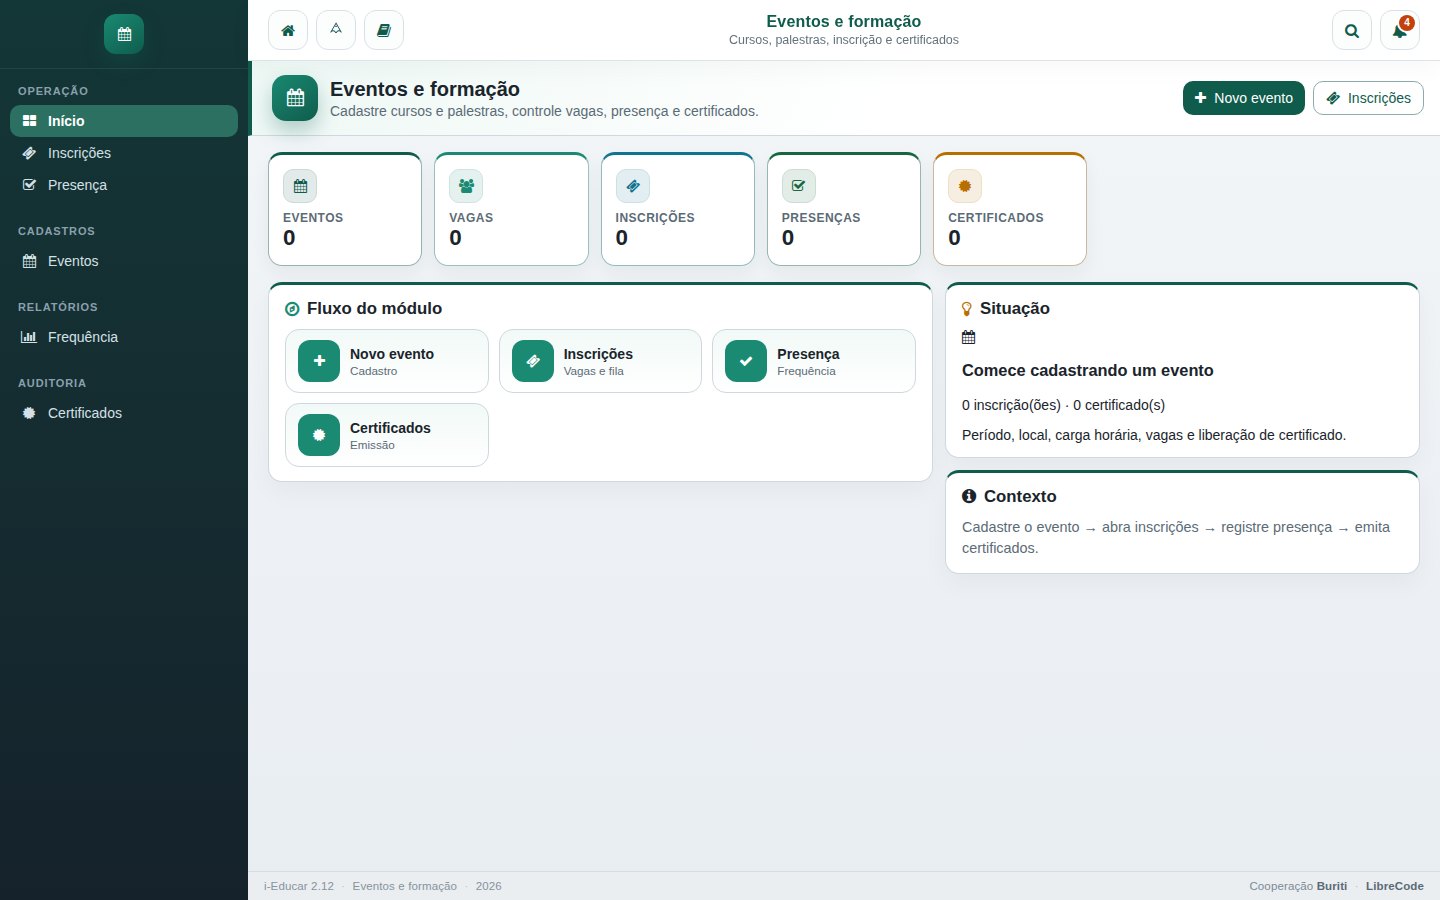 OPERAÇÃO
Início
Inscrições
Presença
CADASTROS
Eventos
RELATÓRIOS
Frequência
AUDITORIA
Certificados
Eventos e formação
Cursos, palestras, inscrição e certificados
4
Eventos e formação
Cadastre cursos e palestras, controle vagas, presença e certificados.
Novo evento
Inscrições
EVENTOS
0
VAGAS
0
INSCRIÇÕES
0
PRESENÇAS
0
CERTIFICADOS
0
Fluxo do módulo
Novo evento
Cadastro
Inscrições
Vagas e fila
Presença
Frequência
Certificados
Emissão
Situação
Comece cadastrando um evento
0 inscrição(ões) · 0 certificado(s)
Período, local, carga horária, vagas e liberação de certificado.
Contexto
Cadastre o evento → abra inscrições → registre presença → emita
certificados.
i-Educar 2.12 · Eventos e formação · 2026
Cooperação Buriti · LibreCode